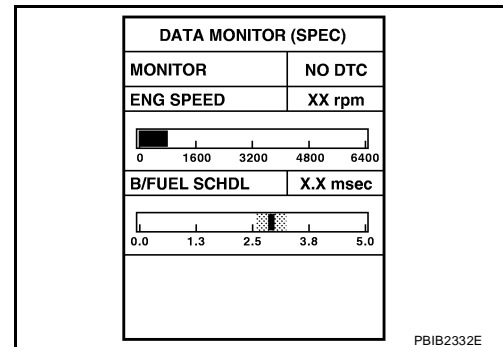 DATA MONITOR (SPEC)
MONITOR NO DTC
ENG SPEED XX rpm
0 1600 3200 4800 6400
B/FUEL SCHDL X.X msec
0.0 1.3 2.5 3.8 5.0
PBIB2332E